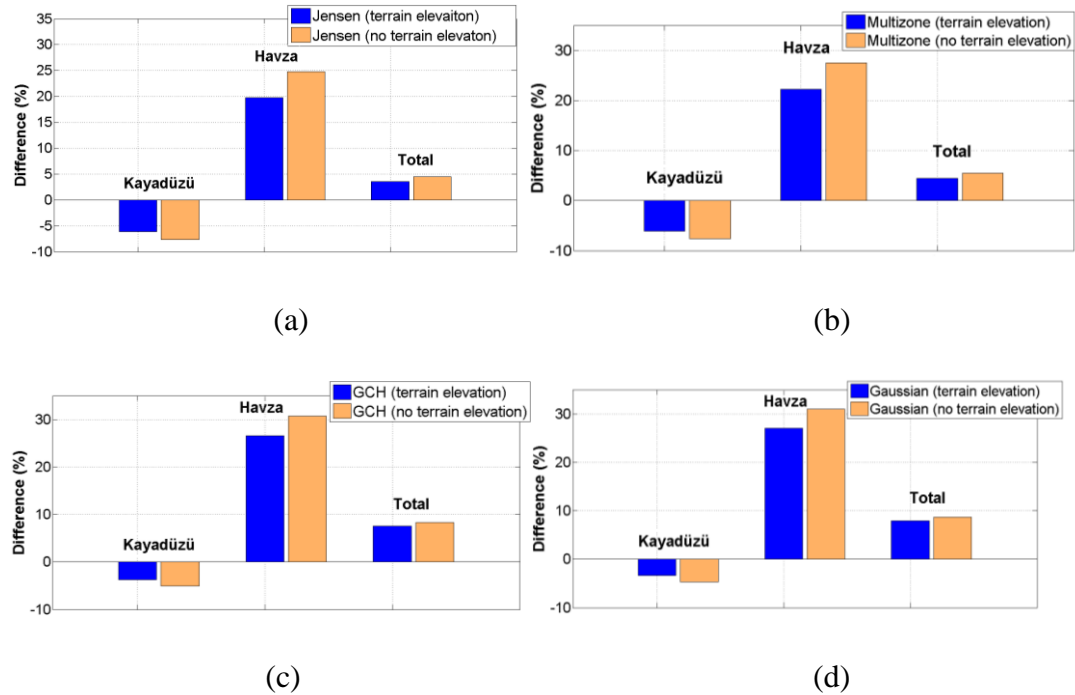 Jensen (terrain elevaiton)
Jensen (no terrain elevaton)
Difference (%)
35
30
25
20
15
10
5
0
-5
-10
Kayadüzü
Havza
Total
(a)
Multizone (terrain elevation)
Multizone (no terrain elevation)
Difference (%)
30
20
10
0
-10
Kayadüzü
Havza
Total
(b)
GCH (terrain elevation)
GCH (no terrain elevation)
Difference (%)
30
20
10
0
-10
Kayadüzü
Havza
Total
(c)
Gaussian (terrain elevation)
Gaussian (no terrain elevation)
Difference (%)
30
20
10
0
-10
Kayadüzü
Havza
Total
(d)